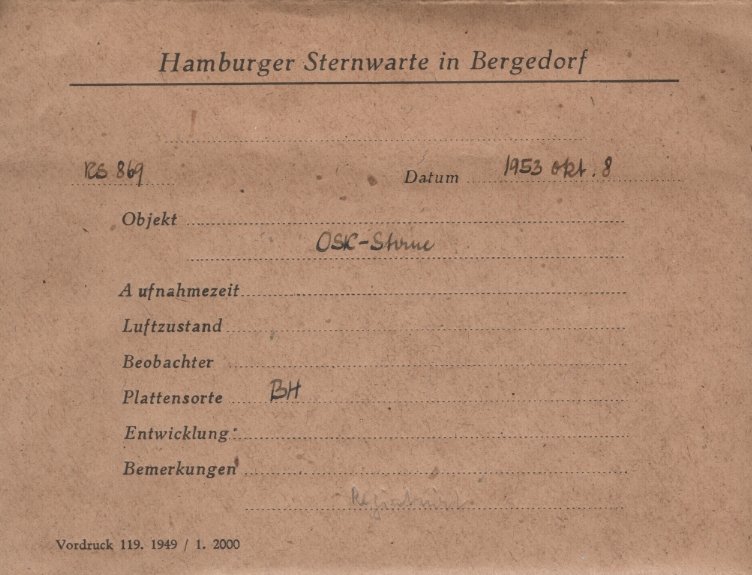 Hamburger Sternwarte in Bergedorf
RS 869 Datum 1953 Okt. 8
Objekt
OSK-Sterne
Aufnahmezeit
Luftzustand
Beobachter
Plattensorte BH
Entwicklung
Bemerkungen
Vordruck 119. 1949 / 1. 2000